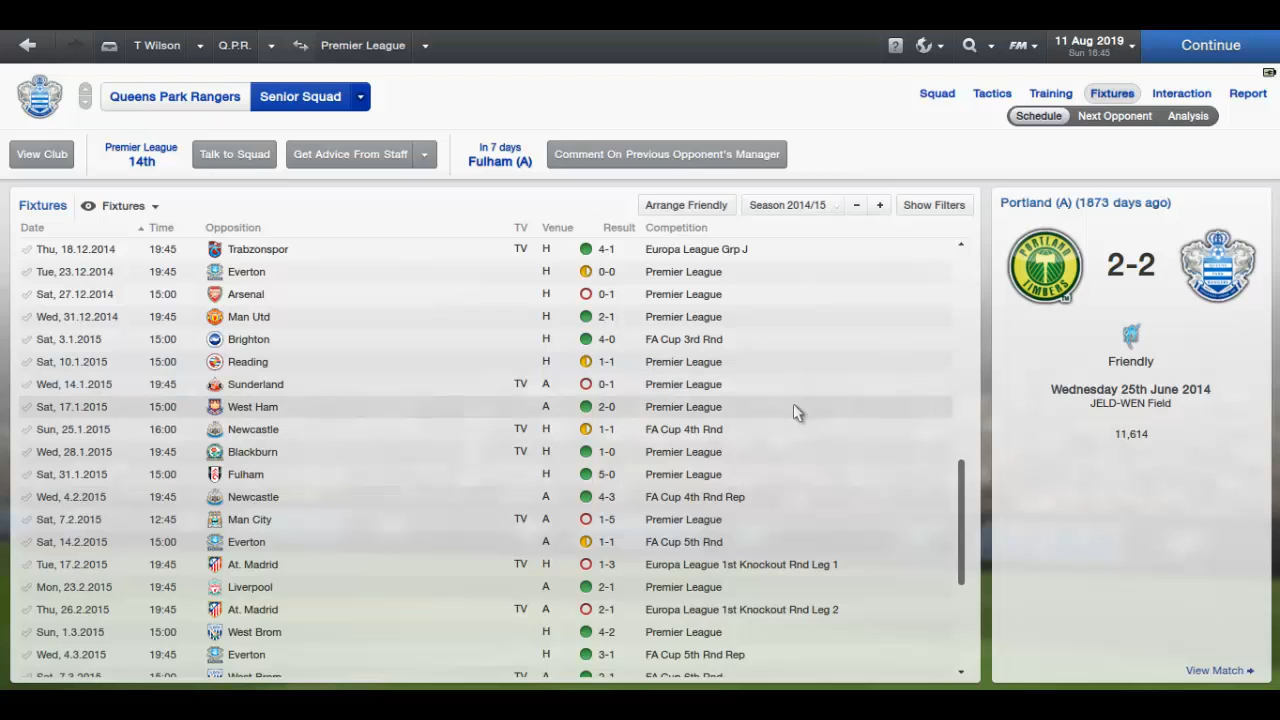 T Wilson Q.P.R. Premier League ? FM 11 Aug 2019 Sun 16:45 Continue
Queens Park Rangers Senior Squad Squad Tactics Training Fixtures Interaction Report
Schedule Next Opponent Analysis
View Club Premier League 14th Talk to Squad Get Advice From Staff In 7 days Fulham (A) Comment On Previous Opponent's Manager
Fixtures Fixtures Arrange Friendly Season 2014/15 - + Show Filters
Date Time Opposition TV Venue Result Competition
Thu, 18.12.2014 19:45 Trabzonspor TV H 4-1 Europa League Grp J
Tue, 23.12.2014 19:45 Everton H 0-0 Premier League
Sat, 27.12.2014 15:00 Arsenal H 0-1 Premier League
Wed, 31.12.2014 19:45 Man Utd H 2-1 Premier League
Sat, 3.1.2015 15:00 Brighton H 4-0 FA Cup 3rd Rnd
Sat, 10.1.2015 15:00 Reading H 1-1 Premier League
Wed, 14.1.2015 19:45 Sunderland TV A 0-1 Premier League
Sat, 17.1.2015 15:00 West Ham A 2-0 Premier League
Sun, 25.1.2015 16:00 Newcastle TV H 1-1 FA Cup 4th Rnd
Wed, 28.1.2015 19:45 Blackburn TV H 1-0 Premier League
Sat, 31.1.2015 15:00 Fulham H 5-0 Premier League
Wed, 4.2.2015 19:45 Newcastle A 4-3 FA Cup 4th Rnd Rep
Sat, 7.2.2015 12:45 Man City TV A 1-5 Premier League
Sat, 14.2.2015 15:00 Everton A 1-1 FA Cup 5th Rnd
Tue, 17.2.2015 19:45 At. Madrid TV H 1-3 Europa League 1st Knockout Rnd Leg 1
Mon, 23.2.2015 19:45 Liverpool A 2-1 Premier League
Thu, 26.2.2015 19:45 At. Madrid TV A 2-1 Europa League 1st Knockout Rnd Leg 2
Sun, 1.3.2015 15:00 West Brom H 4-2 Premier League
Wed, 4.3.2015 19:45 Everton H 3-1 FA Cup 5th Rnd Rep
Sat, 7.3.2015 15:00 West Brom TV A 2-1 FA Cup 6th Rnd
Portland (A) (1873 days ago)
PORTLAND TIMBERS 2-2
Friendly
Wednesday 25th June 2014
JELD-WEN Field
11,614
View Match